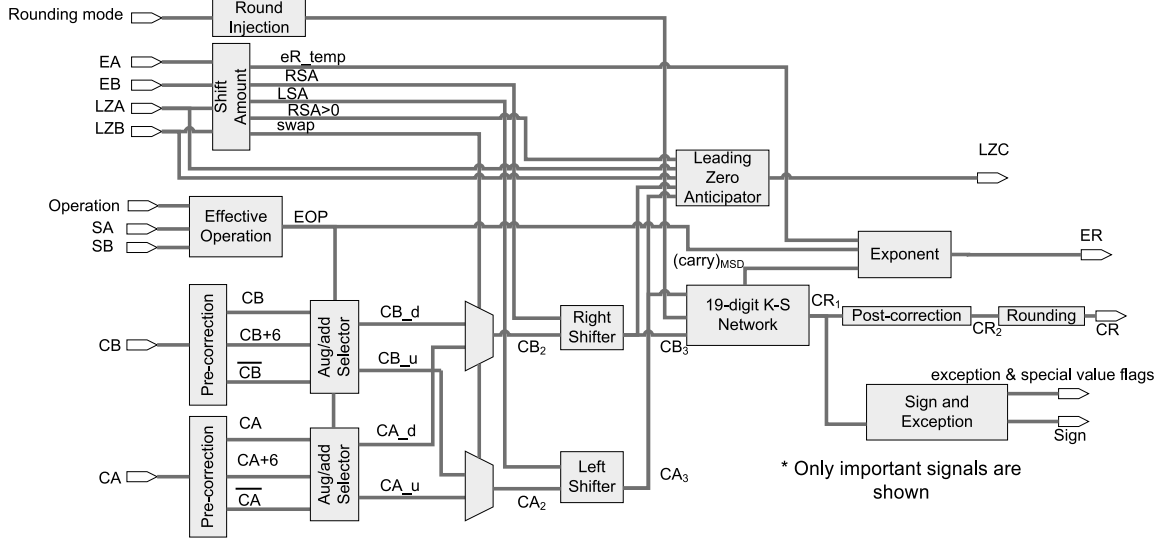 Rounding mode
Round
Injection
EA
EB
LZA
LZB
Shift
Amount
eR_temp
RSA
LSA
RSA>0
swap
Leading
Zero
Anticipator
LZC
Operation
SA
SB
Effective
Operation
EOP
Exponent
ER
(carry)MSD
CB
Pre-correction
CB
CB+6
C̅B̅
Aug/add
Selector
CB_d
CB_u
CB₂
Right
Shifter
CB₃
19-digit K-S
Network
CR₁
Post-correction
CR₂
Rounding
CR
exception & special value flags
Sign and
Exception
Sign
CA
Pre-correction
CA
CA+6
C̅A̅
Aug/add
Selector
CA_d
CA_u
CA₂
Left
Shifter
CA₃
* Only important signals are
shown